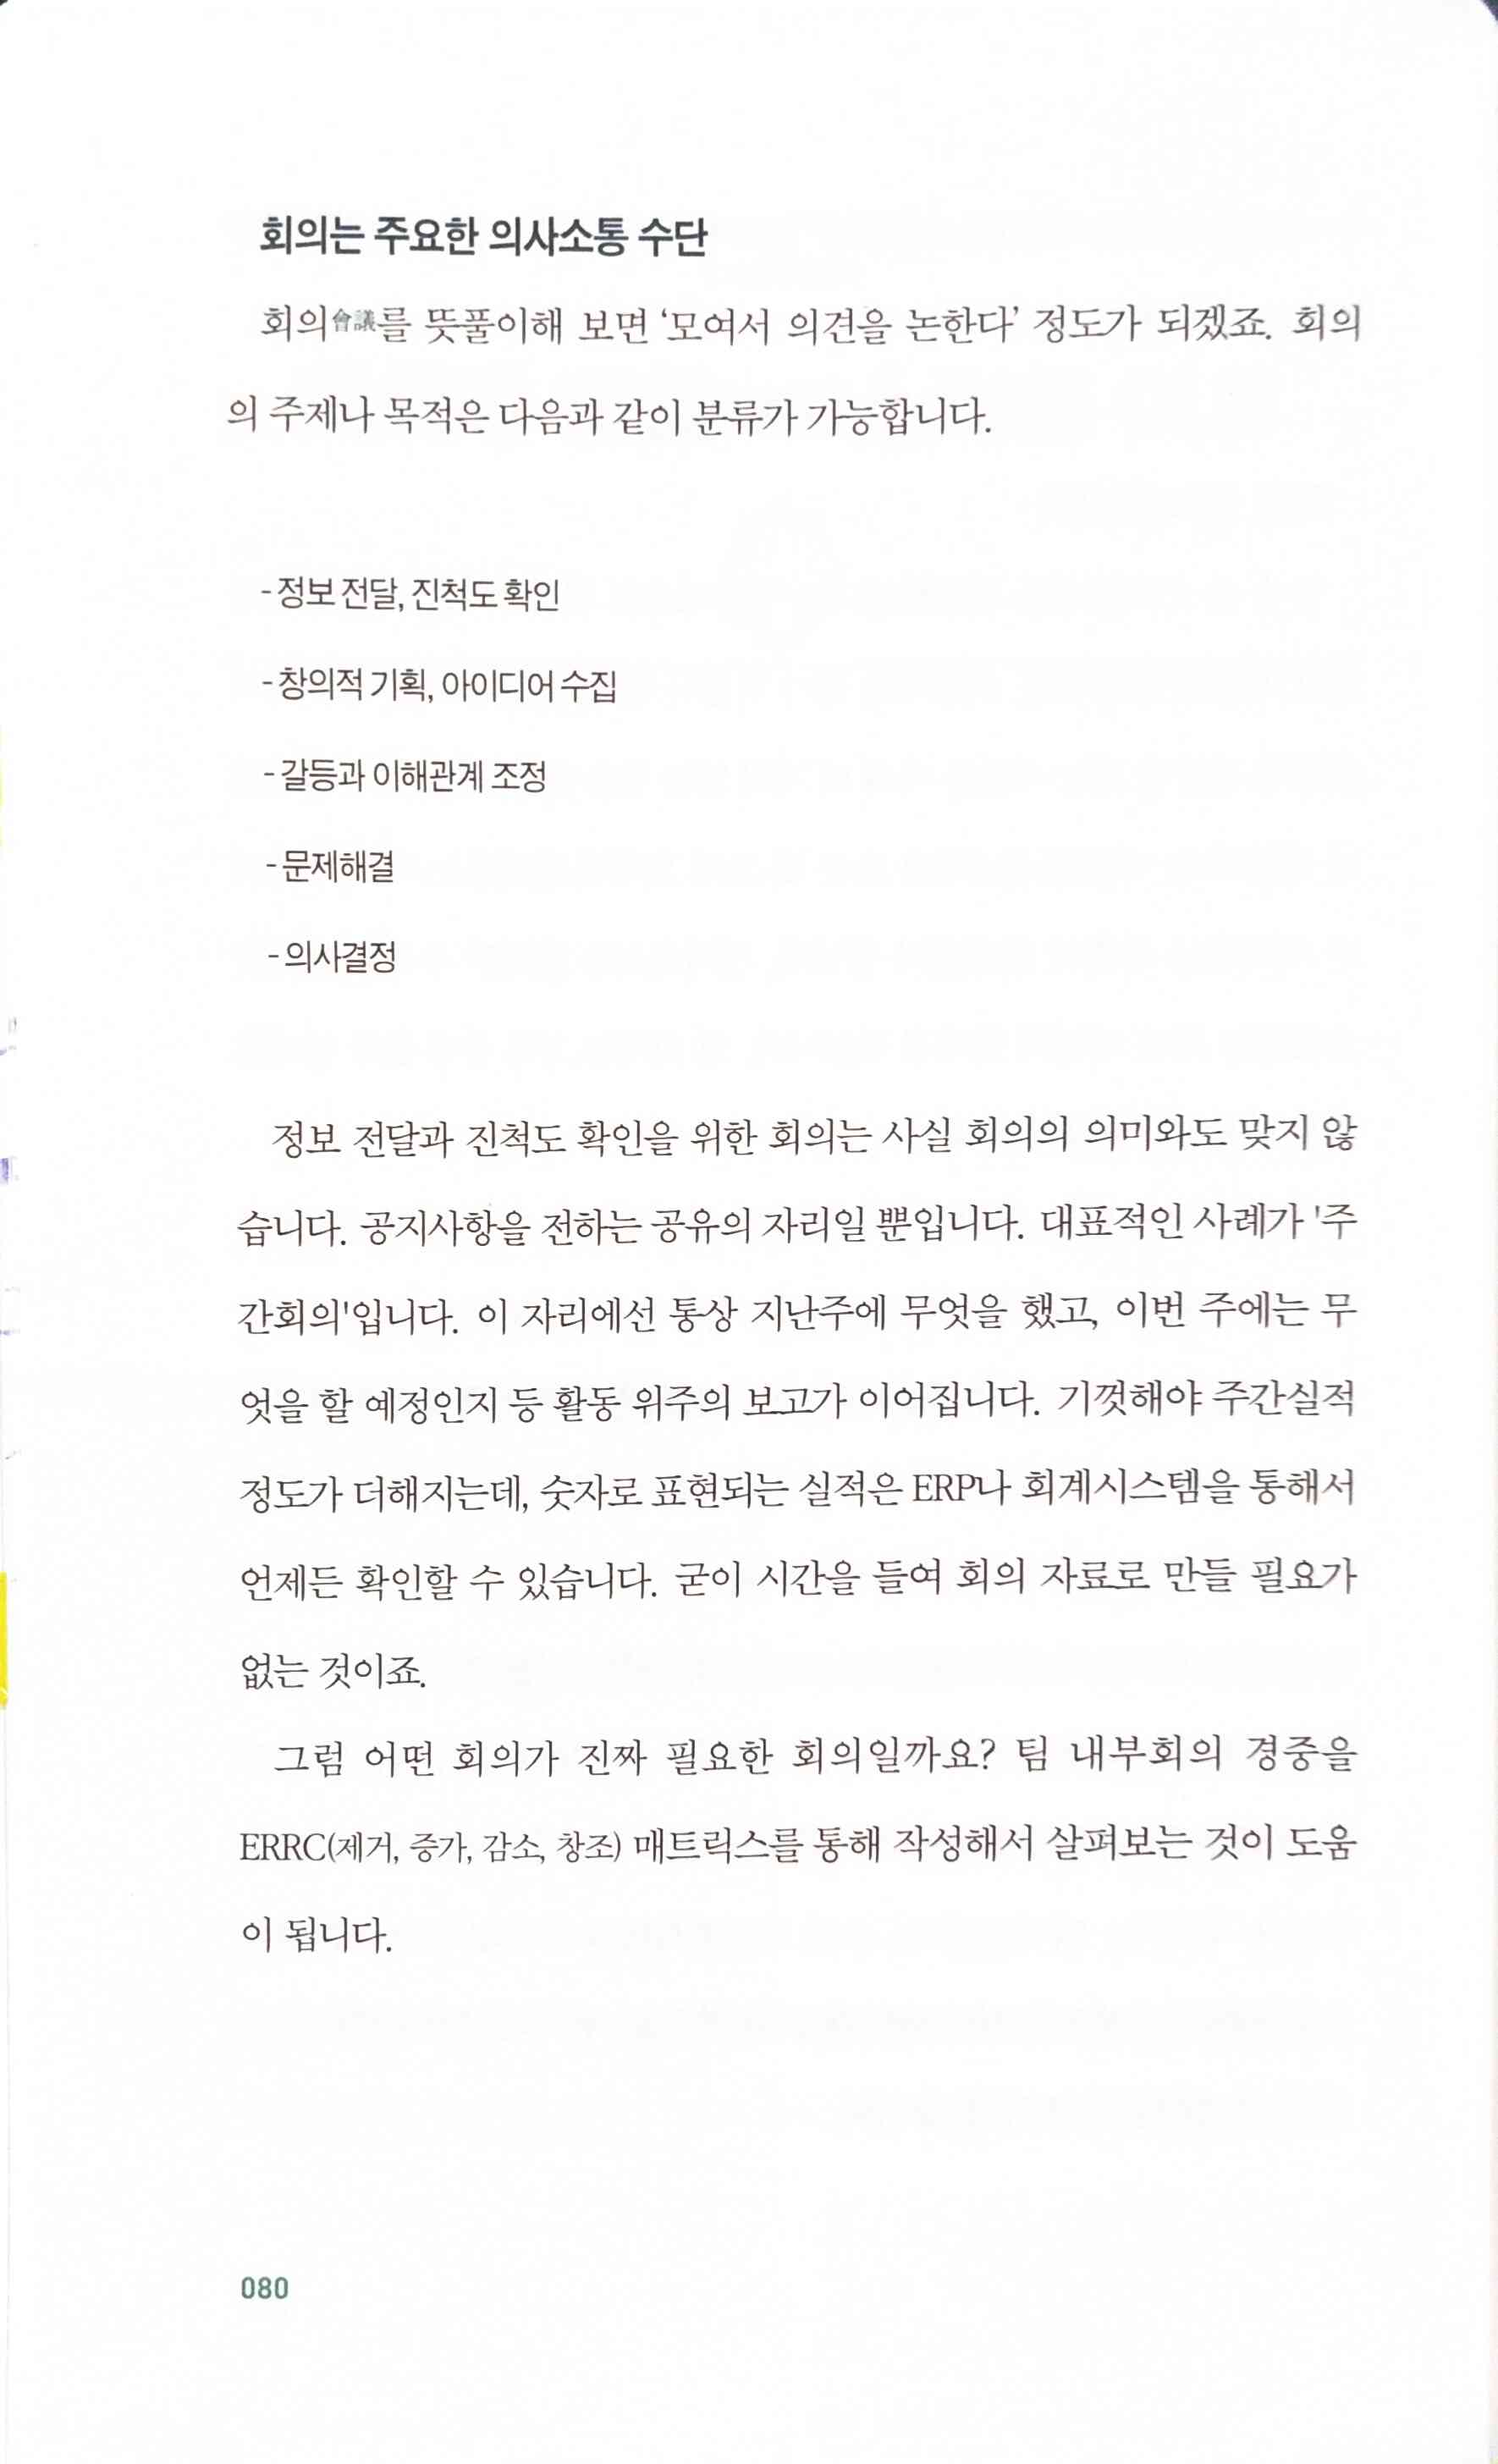 회의는 주요한 의사소통 수단
회의會議를 뜻풀이해 보면 ‘모여서 의견을 논한다’ 정도가 되겠죠. 회의
의 주제나 목적은 다음과 같이 분류가 가능합니다.
- 정보 전달, 진척도 확인
- 창의적 기획, 아이디어 수집
- 갈등과 이해관계 조정
- 문제해결
- 의사결정
정보 전달과 진척도 확인을 위한 회의는 사실 회의의 의미와도 맞지 않
습니다. 공지사항을 전하는 공유의 자리일 뿐입니다. 대표적인 사례가 '주
간회의'입니다. 이 자리에선 통상 지난주에 무엇을 했고, 이번 주에는 무
엇을 할 예정인지 등 활동 위주의 보고가 이어집니다. 기껏해야 주간실적
정도가 더해지는데, 숫자로 표현되는 실적은 ERP나 회계시스템을 통해서
언제든 확인할 수 있습니다. 굳이 시간을 들여 회의 자료로 만들 필요가
없는 것이죠.
그럼 어떤 회의가 진짜 필요한 회의일까요? 팀 내부회의 경중을
ERRC(제거, 증가, 감소, 창조) 매트릭스를 통해 작성해서 살펴보는 것이 도움
이 됩니다.
080